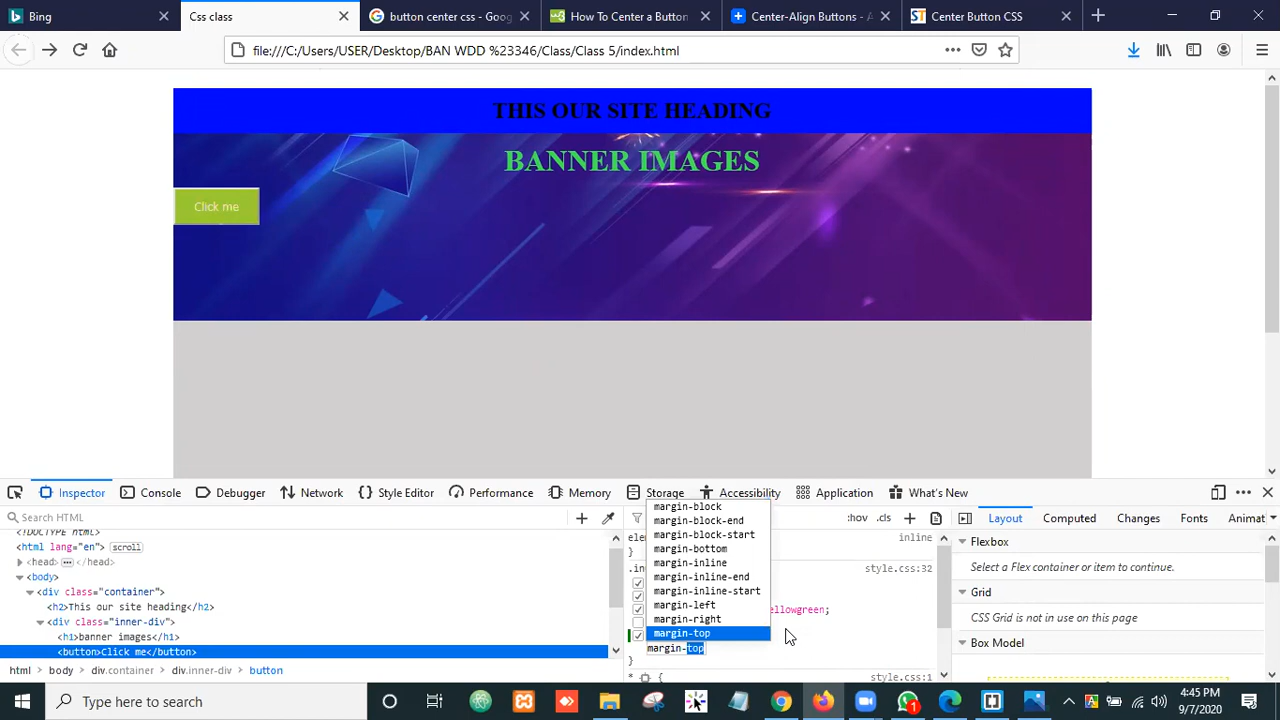 Bing
Css class
button center css - Goog
How To Center a Button
Center-Align Buttons - A
Center Button CSS
file:///C:/Users/USER/Desktop/BAN WDD %23346/Class/Class 5/index.html
THIS OUR SITE HEADING
BANNER IMAGES
Click me
Inspector
Console
Debugger
Network
Style Editor
Performance
Memory
Storage
Accessibility
Application
What's New
Search HTML
<!DOCTYPE html>
<html lang="en"> scroll
<head> ••• </head>
<body>
<div class="container">
<h2>This our site heading</h2>
<div class="inner-div">
<h1>banner images</h1>
<button>Click me</button>
html
body
div.container
div.inner-div
button
margin-block
margin-block-end
margin-block-start
margin-bottom
margin-inline
margin-inline-end
margin-inline-start
margin-left
margin-right
margin-top
margin-top
}
:hov .cls
inline
}
style.css:32
ellowgreen;
* {
style.css:1
Layout
Computed
Changes
Fonts
Animat
Flexbox
Select a Flex container or item to continue.
Grid
CSS Grid is not in use on this page
Box Model
Type here to search
1
4:45 PM
9/7/2020